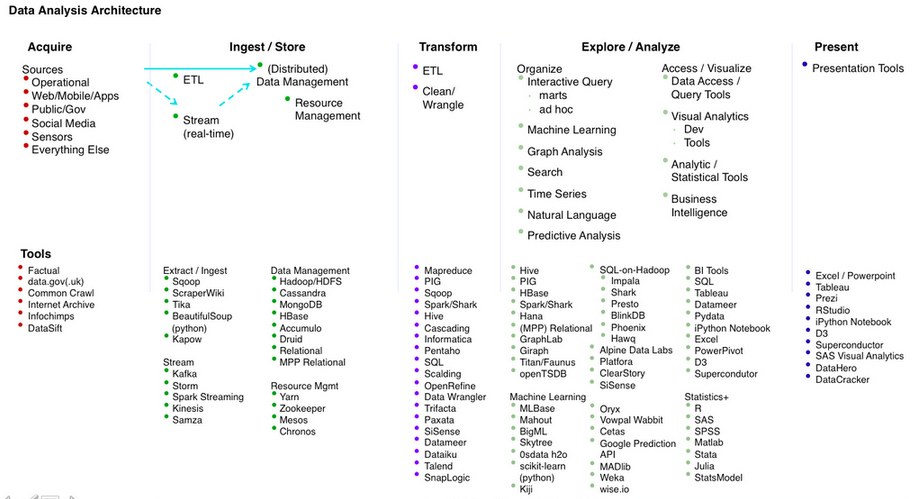 Data Analysis Architecture
Acquire
Sources
Operational
Web/Mobile/Apps
Public/Gov
Social Media
Sensors
Everything Else
Ingest / Store
ETL
Stream
(real-time)
(Distributed)
Data Management
Resource
Management
Transform
ETL
Clean/
Wrangle
Explore / Analyze
Organize
Interactive Query
marts
ad hoc
Machine Learning
Graph Analysis
Search
Time Series
Natural Language
Predictive Analysis
Access / Visualize
Data Access /
Query Tools
Visual Analytics
Dev
Tools
Analytic /
Statistical Tools
Business
Intelligence
Present
Presentation Tools
Tools
Factual
data.gov(.uk)
Common Crawl
Internet Archive
Infochimps
DataSift
Extract / Ingest
Sqoop
ScraperWiki
Tika
BeautifulSoup
(python)
Kapow
Stream
Kafka
Storm
Spark Streaming
Kinesis
Samza
Data Management
Hadoop/HDFS
Cassandra
MongoDB
HBase
Accumulo
Druid
Relational
MPP Relational
Resource Mgmt
Yarn
Zookeeper
Mesos
Chronos
Mapreduce
PIG
Sqoop
Spark/Shark
Hive
Cascading
Informatica
Pentaho
SQL
Scalding
OpenRefine
Data Wrangler
Trifacta
Paxata
SiSense
Datameer
Dataiku
Talend
SnapLogic
Hive
PIG
HBase
Spark/Shark
Hana
(MPP) Relational
GraphLab
Giraph
Titan/Faunus
openTSDB
Machine Learning
MLBase
Mahout
BigML
Skytree
0sdata h2o
scikit-learn
(python)
Kiji
SQL-on-Hadoop
Impala
Shark
Presto
BlinkDB
Phoenix
Hawq
Alpine Data Labs
Platfora
ClearStory
SiSense
Oryx
Vowpal Wabbit
Cetas
Google Prediction
API
MADlib
Weka
wise.io
BI Tools
SQL
Tableau
Datameer
Pydata
iPython Notebook
Excel
PowerPivot
D3
Supercondutor
Statistics+
R
SAS
SPSS
Matlab
Stata
Julia
StatsModel
Excel / Powerpoint
Tableau
Prezi
RStudio
iPython Notebook
D3
Superconductor
SAS Visual Analytics
DataHero
DataCracker